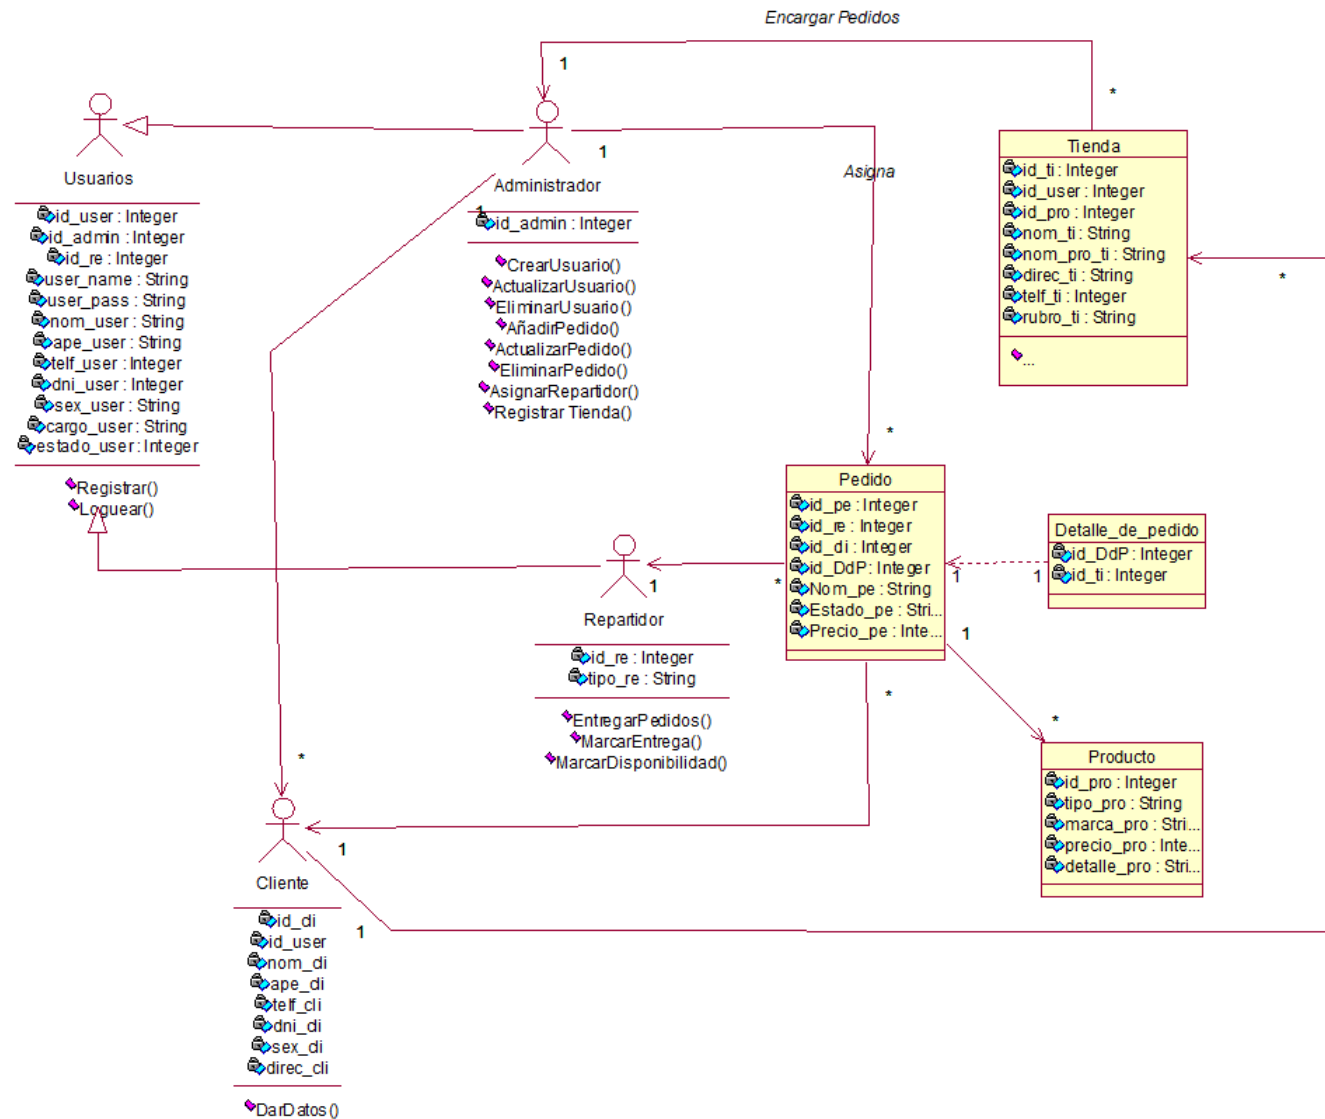 Encargar Pedidos
1
*
Usuarios
id_user : Integer
id_admin : Integer
id_re : Integer
user_name : String
user_pass : String
nom_user : String
ape_user : String
telf_user : Integer
dni_user : Integer
sex_user : String
cargo_user : String
estado_user : Integer
Registrar()
Loguear()
Administrador
1
1
id_admin : Integer
CrearUsuario()
ActualizarUsuario()
EliminarUsuario()
AñadirPedido()
ActualizarPedido()
EliminarPedido()
AsignarRepartidor()
Registrar Tienda()
Asigna
*
Tienda
id_ti : Integer
id_user : Integer
id_pro : Integer
nom_ti : String
nom_pro_ti : String
direc_ti : String
telf_ti : Integer
rubro_ti : String
...
*
Pedido
id_pe : Integer
id_re : Integer
id_di : Integer
id_DdP : Integer
Nom_pe : String
Estado_pe : Stri...
Precio_pe : Inte...
Detalle_de_pedido
id_DdP : Integer
id_ti : Integer
1
1
Repartidor
1
*
id_re : Integer
tipo_re : String
EntregarPedidos()
MarcarEntrega()
MarcarDisponibilidad()
1
*
*
Producto
id_pro : Integer
tipo_pro : String
marca_pro : Stri...
precio_pro : Inte...
detalle_pro : Stri...
*
1
Cliente
1
id_di
id_user
nom_di
ape_di
telf_cli
dni_di
sex_di
direc_cli
DarDatos()